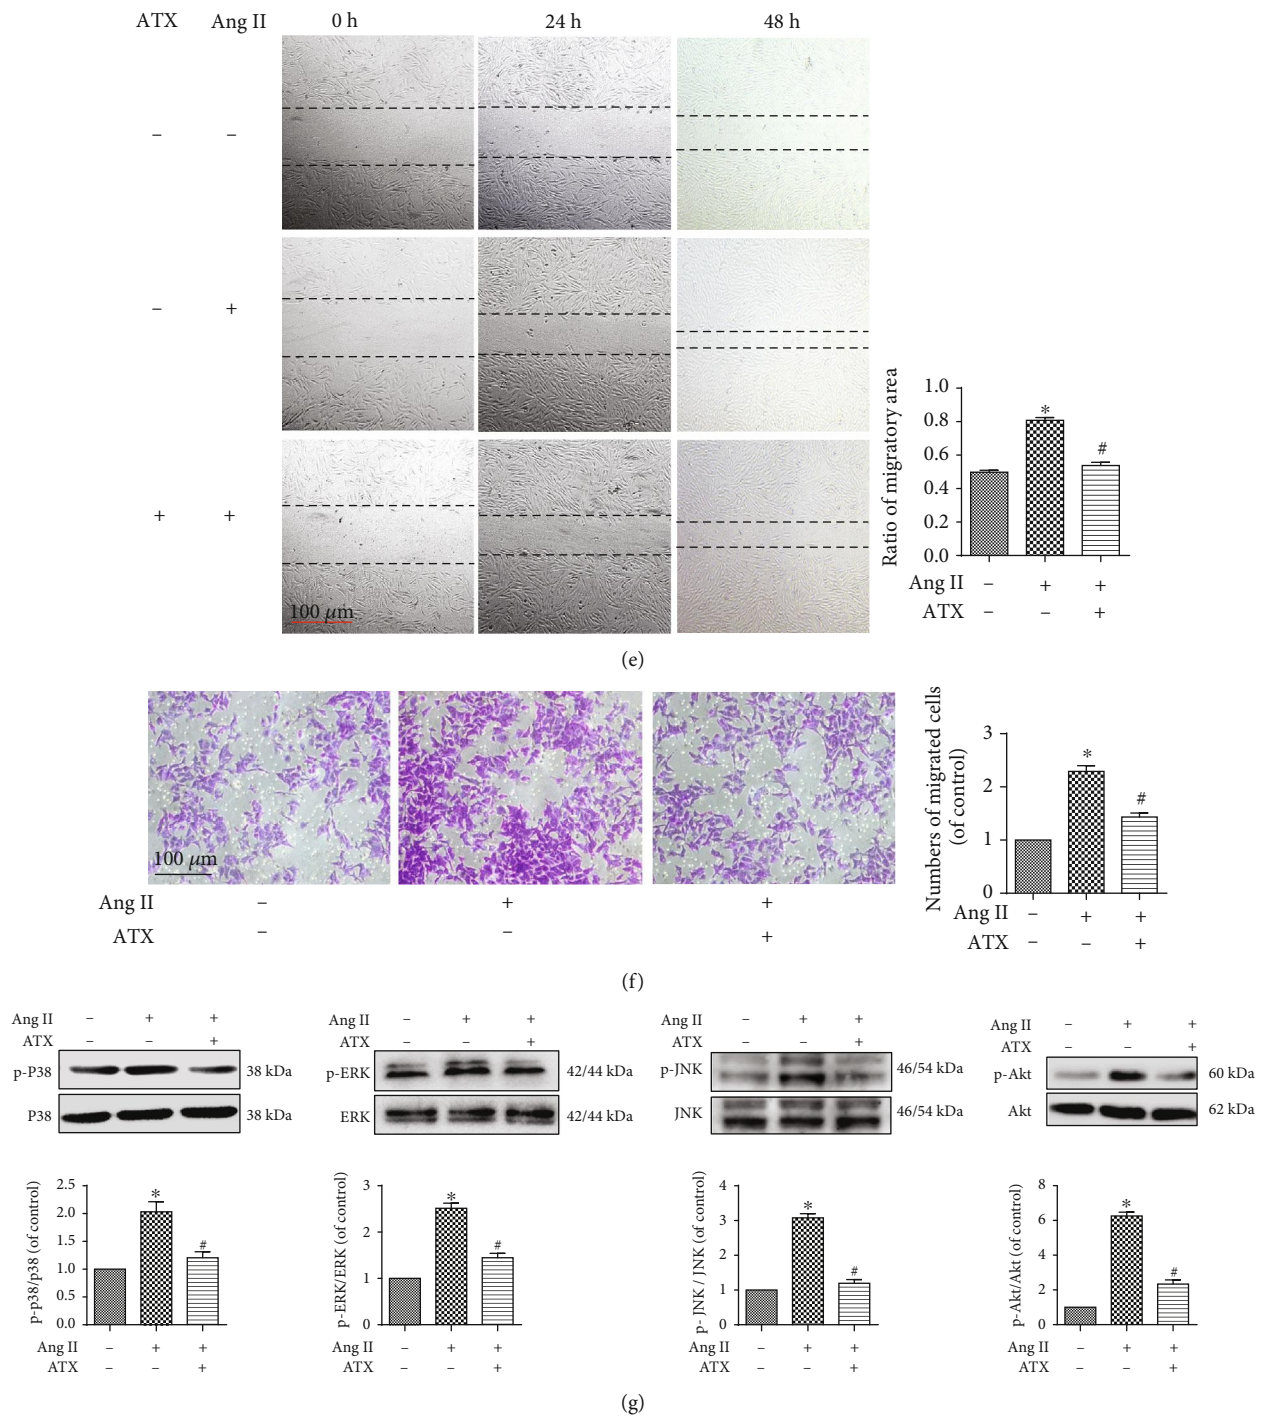 ATX Ang II 0 h 24 h 48 h
− −
− +
+ +
100 μm
Ratio of migratory area
1.0
0.8
0.6
0.4
0.2
0.0
*
#
Ang II − + +
ATX − − +
(e)
100 μm
Ang II − + +
ATX − − +
Numbers of migrated cells
(of control)
3
2
1
0
*
#
Ang II − + +
ATX − − +
(f)
Ang II − + +
ATX − − +
p-P38 38 kDa
P38 38 kDa
Ang II − + +
ATX − − +
p-ERK 42/44 kDa
ERK 42/44 kDa
Ang II − + +
ATX − − +
p-JNK 46/54 kDa
JNK 46/54 kDa
Ang II − + +
ATX − − +
p-Akt 60 kDa
Akt 62 kDa
p-p38/p38 (of control)
2.5
2.0
1.5
1.0
0.5
0.0
*
#
Ang II − + +
ATX − − +
p-ERK/ERK (of control)
3
2
1
0
*
#
Ang II − + +
ATX − − +
p- JNK / JNK (of control)
4
3
2
1
0
*
#
Ang II − + +
ATX − − +
p-Akt/Akt (of control)
8
6
4
2
0
*
#
Ang II − + +
ATX − − +
(g)